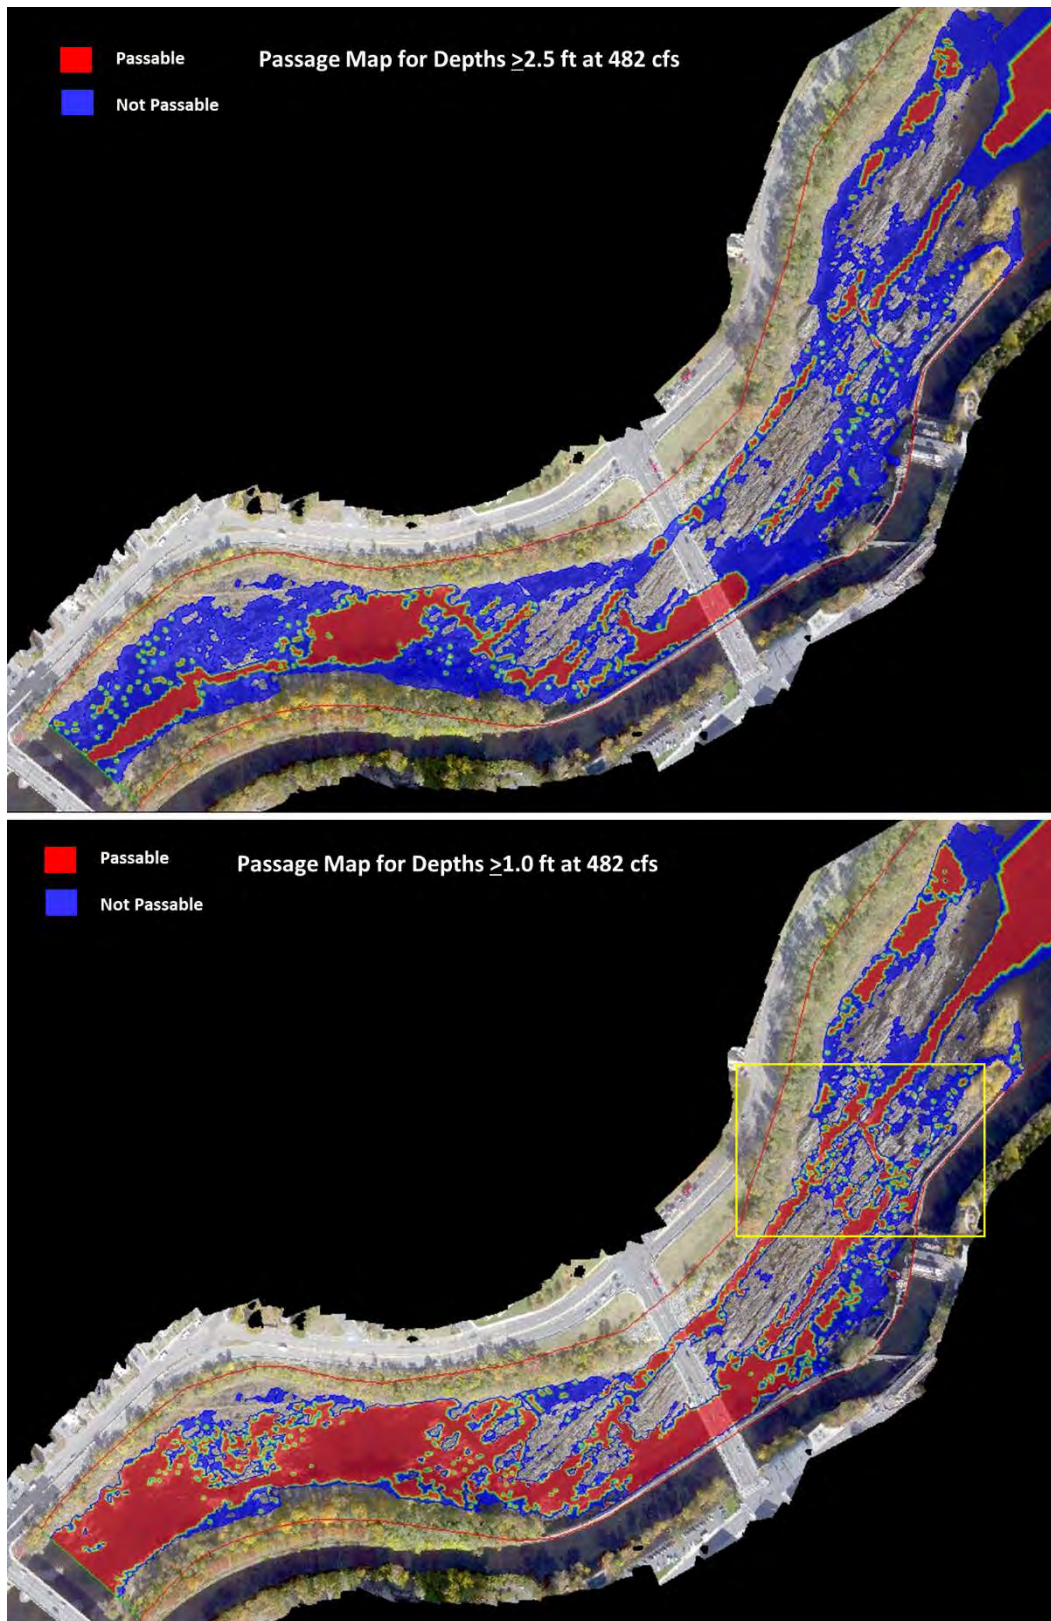 Passable
Passage Map for Depths ≥2.5 ft at 482 cfs
Not Passable
Passable
Passage Map for Depths ≥1.0 ft at 482 cfs
Not Passable